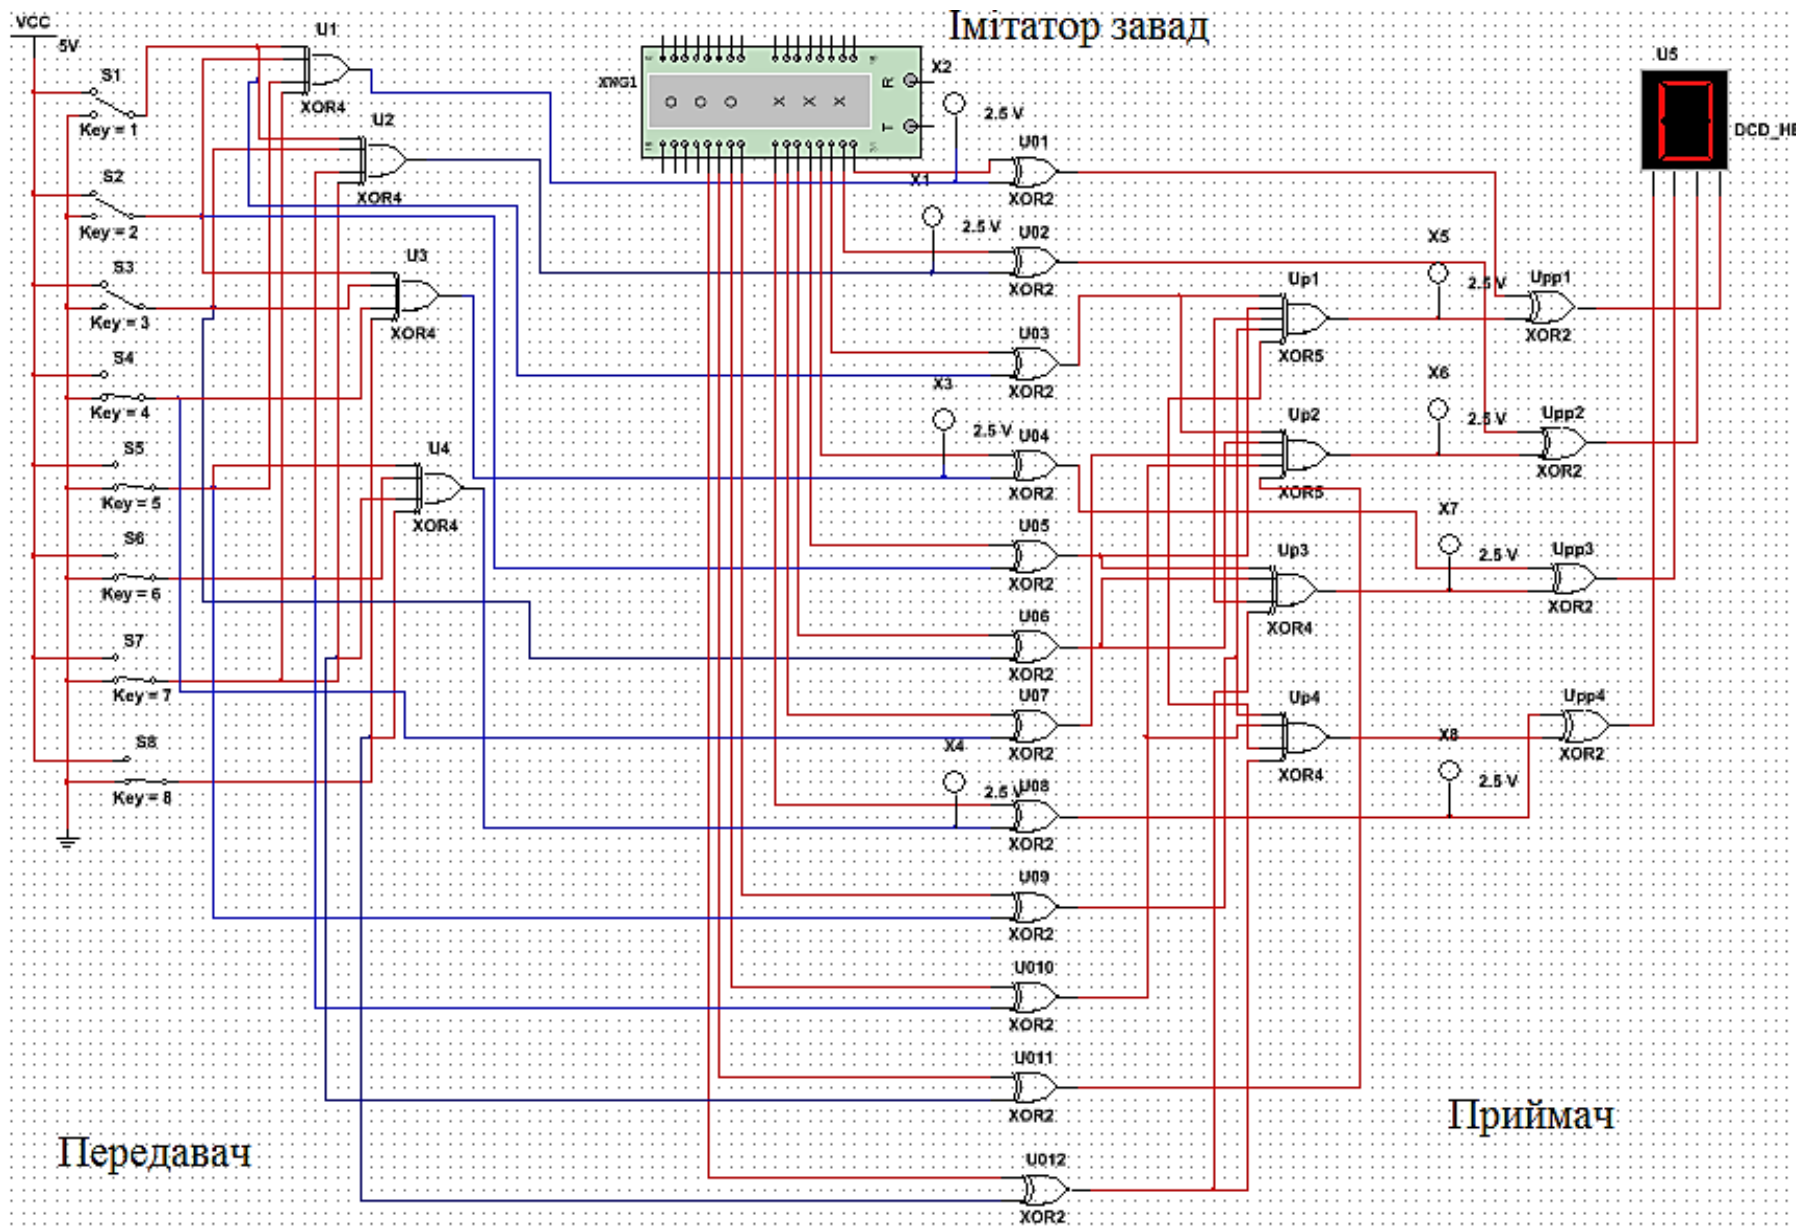 Імітатор завад
VCC
5V
S1
Key = 1
S2
Key = 2
S3
Key = 3
S4
Key = 4
S5
Key = 5
S6
Key = 6
S7
Key = 7
S8
Key = 8
U1
XOR4
U2
XOR4
U3
XOR4
U4
XOR4
XWG1
R
T
X2
2.5 V
X1
2.5 V
X3
2.5 V
X4
2.5 V
U01
XOR2
U02
XOR2
U03
XOR2
U04
XOR2
U05
XOR2
U06
XOR2
U07
XOR2
U08
XOR2
U09
XOR2
U010
XOR2
U011
XOR2
U012
XOR2
Up1
XOR5
Up2
XOR5
Up3
XOR4
Up4
XOR4
X5
2.5 V
X6
2.5 V
X7
2.5 V
X8
2.5 V
Upp1
XOR2
Upp2
XOR2
Upp3
XOR2
Upp4
XOR2
U5
0
Передавач
Приймач